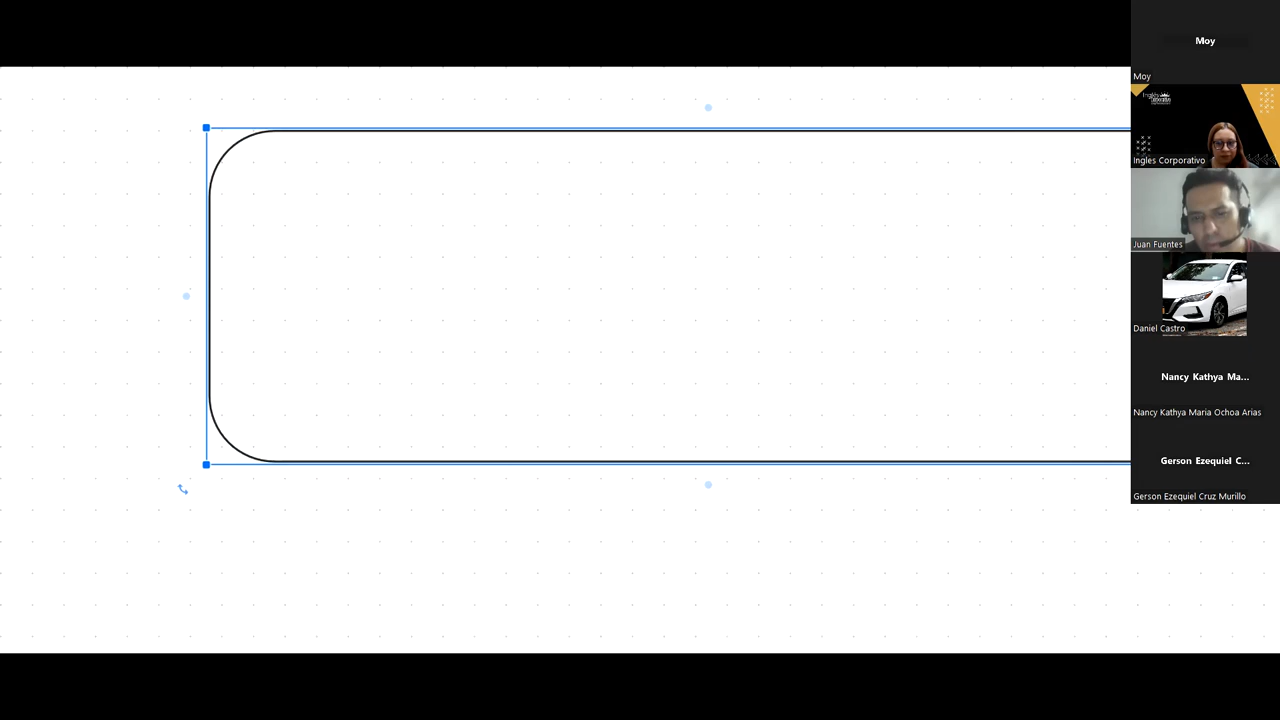 Moy
Moy
Ingles Corporativo
Juan Fuentes
Daniel Castro
Nancy Kathya Ma...
Nancy Kathya Maria Ochoa Arias
Gerson Ezequiel C...
Gerson Ezequiel Cruz Murillo